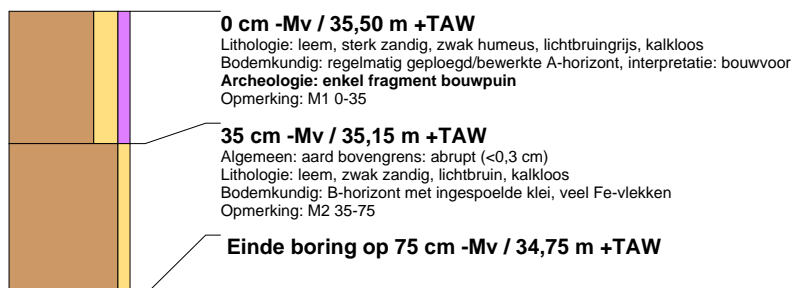 0 cm -Mv / 35,50 m +TAW
Lithologie: leem, sterk zandig, zwak humeus, lichtbruingrijs, kalkloos
Bodemkundig: regelmatig geploegd/bewerkte A-horizont, interpretatie: bouwvoor
Archeologie: enkel fragment bouwpuin
Opmerking: M1 0-35
35 cm -Mv / 35,15 m +TAW
Algemeen: aard bovengrens: abrupt (<0,3 cm)
Lithologie: leem, zwak zandig, lichtbruin, kalkloos
Bodemkundig: B-horizont met ingespoelde klei, veel Fe-vlekken
Opmerking: M2 35-75
Einde boring op 75 cm -Mv / 34,75 m +TAW